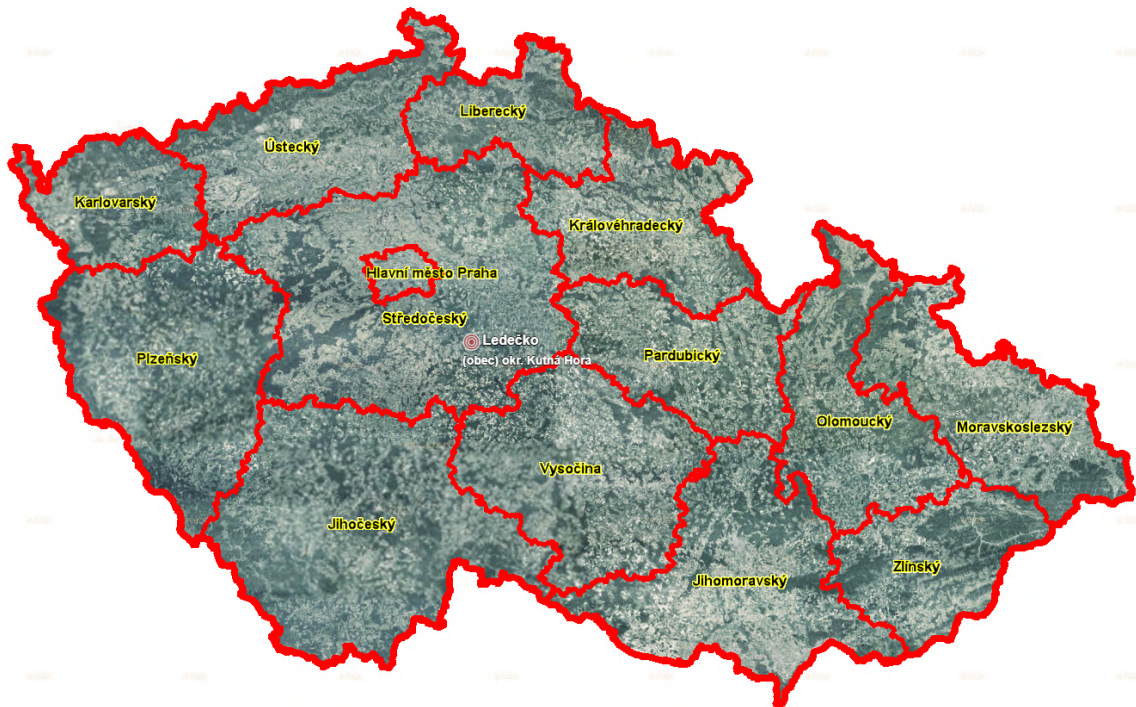 Liberecký
Ústecký
Karlovarský
Královéhradecký
Hlavní město Praha
Středočeský
Ledečko
(obec) okr. Kutná Hora
Plzeňský
Pardubický
Olomoucký
Moravskoslezský
Vysočina
Jihočeský
Zlínský
Jihomoravský